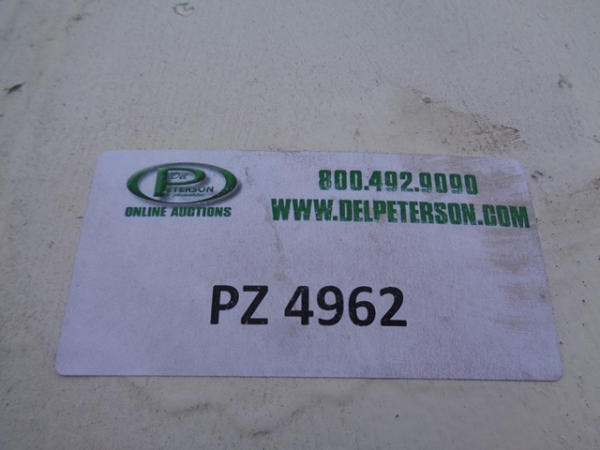 Del
PETERSON
ONLINE AUCTIONS
800.492.9090
WWW.DELPETERSON.COM
PZ 4962